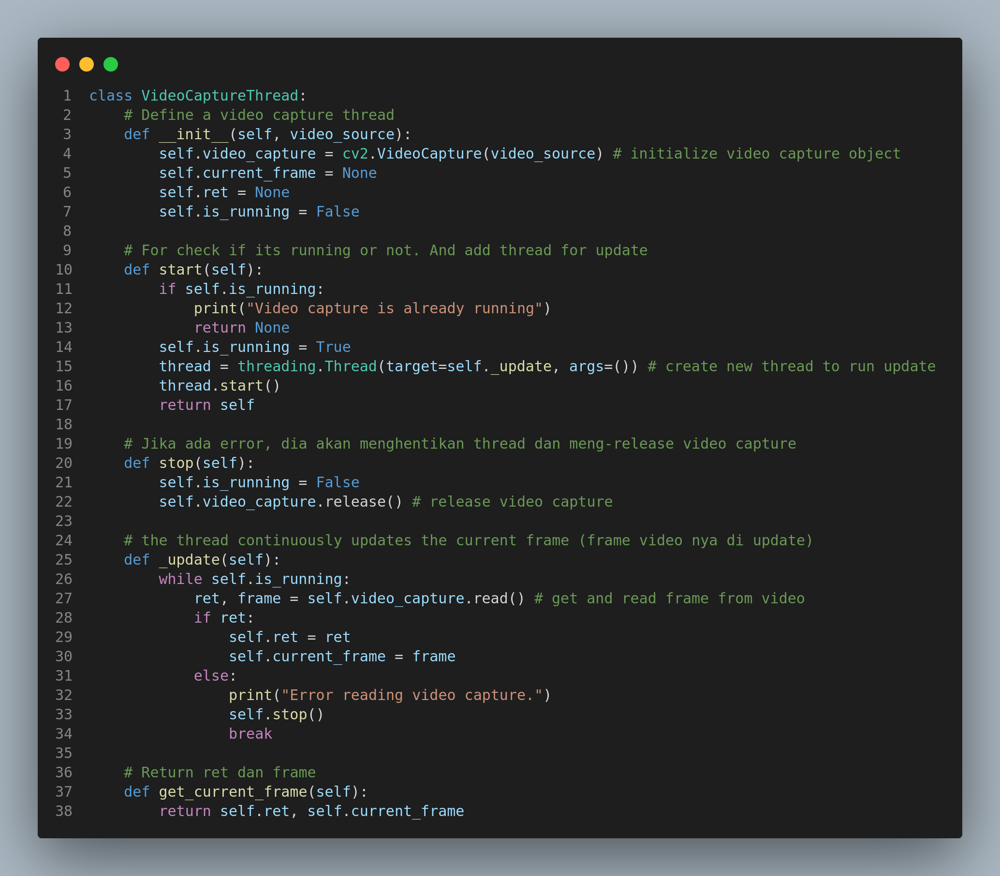 1 class VideoCaptureThread:
2     # Define a video capture thread
3     def __init__(self, video_source):
4         self.video_capture = cv2.VideoCapture(video_source) # initialize video capture object
5         self.current_frame = None
6         self.ret = None
7         self.is_running = False
8
9     # For check if its running or not. And add thread for update
10     def start(self):
11         if self.is_running:
12             print("Video capture is already running")
13             return None
14         self.is_running = True
15         thread = threading.Thread(target=self._update, args=()) # create new thread to run update
16         thread.start()
17         return self
18
19     # Jika ada error, dia akan menghentikan thread dan meng-release video capture
20     def stop(self):
21         self.is_running = False
22         self.video_capture.release() # release video capture
23
24     # the thread continuously updates the current frame (frame video nya di update)
25     def _update(self):
26         while self.is_running:
27             ret, frame = self.video_capture.read() # get and read frame from video
28             if ret:
29                 self.ret = ret
30                 self.current_frame = frame
31             else:
32                 print("Error reading video capture.")
33                 self.stop()
34                 break
35
36     # Return ret dan frame
37     def get_current_frame(self):
38         return self.ret, self.current_frame